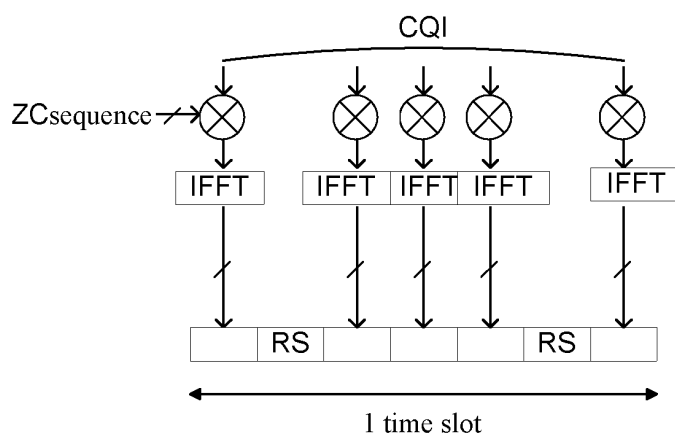 CQI
ZCsequence
IFFT IFFT IFFT IFFT IFFT
RS RS
1 time slot